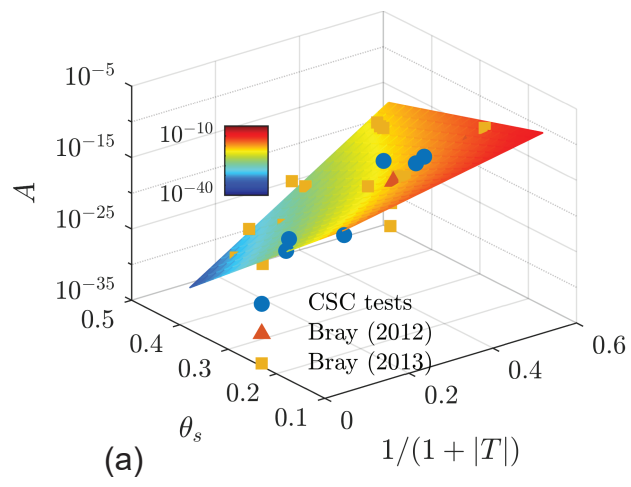 10⁻⁵
10⁻¹⁵
10⁻²⁵
10⁻³⁵
A
10⁻¹⁰
10⁻⁴⁰
0.5
0.4
0.3
0.2
0.1
θₛ
0
0.2
0.4
0.6
1/(1 + |T|)
CSC tests
Bray (2012)
Bray (2013)
(a)